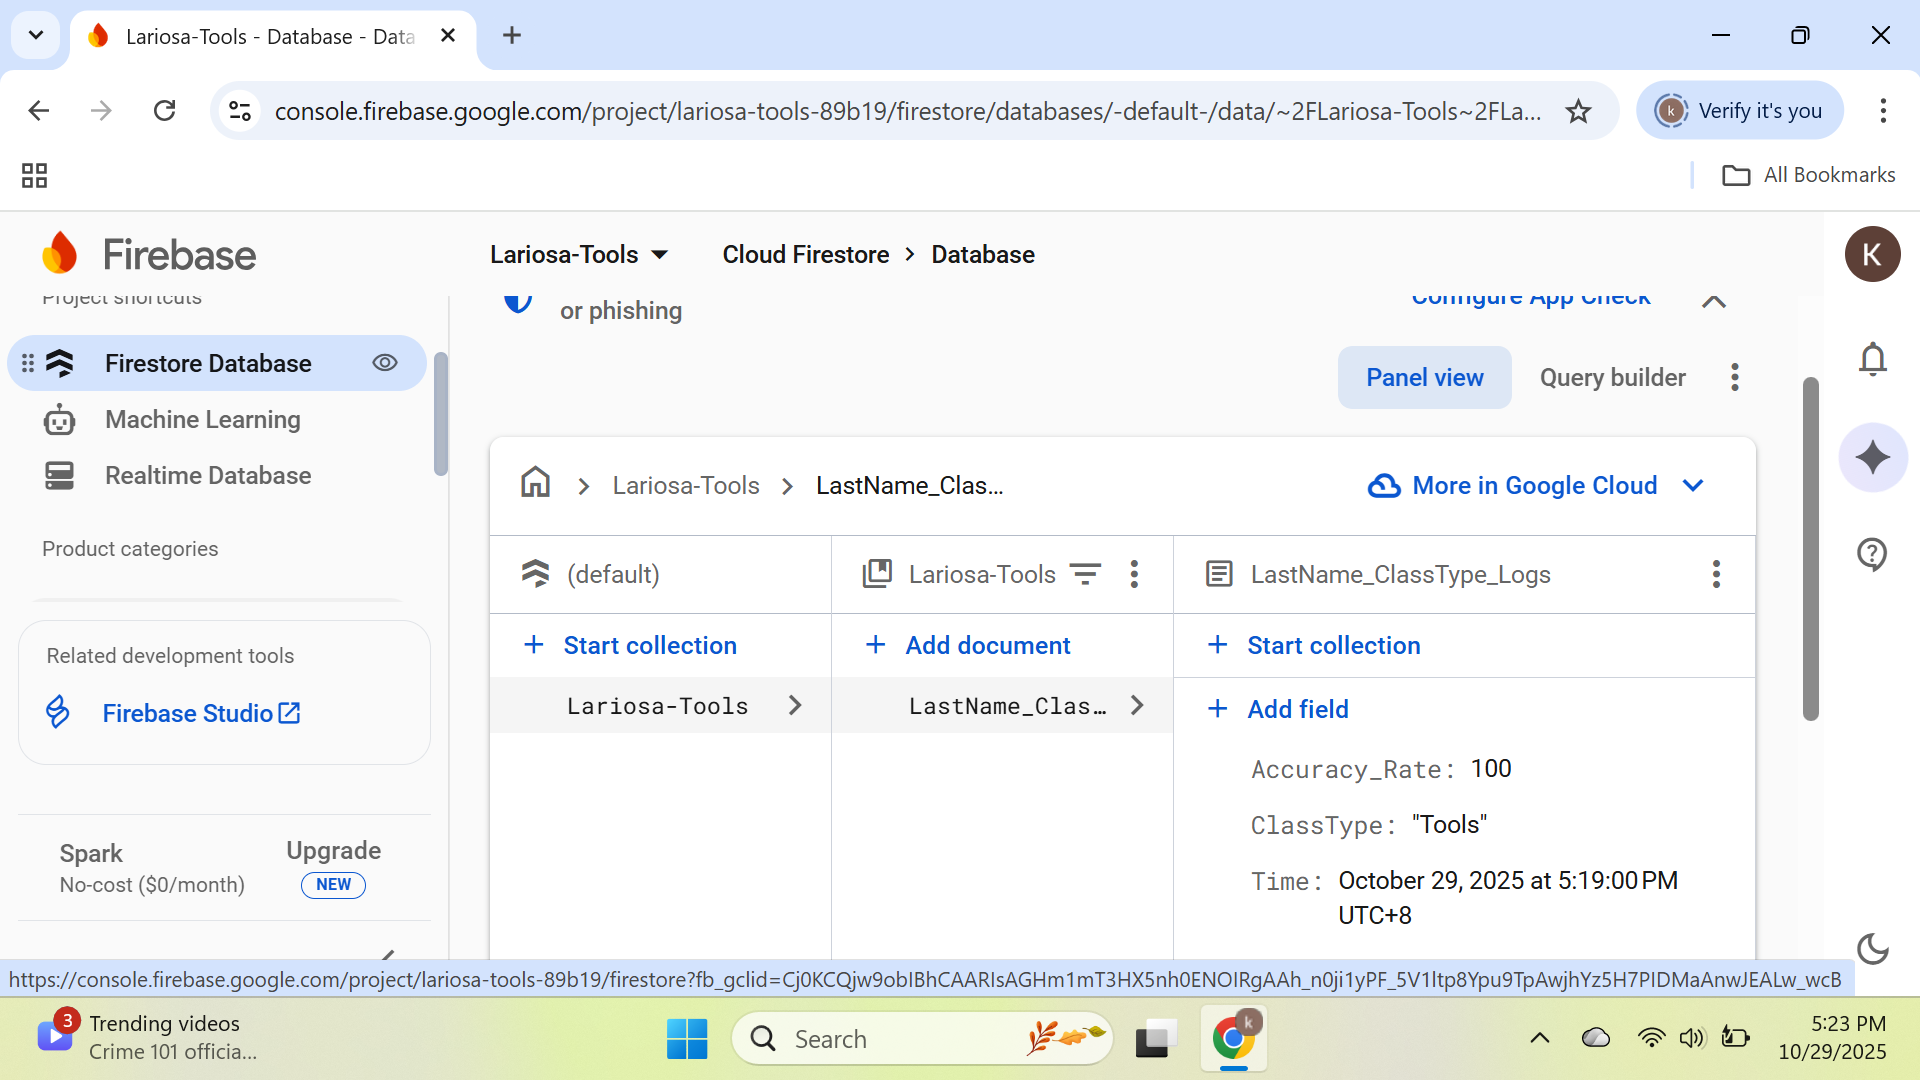 Lariosa-Tools - Database - Data
console.firebase.google.com/project/lariosa-tools-89b19/firestore/databases/-default-/data/~2FLariosa-Tools~2FLa...
k
Verify it's you
All Bookmarks
Firebase
Lariosa-Tools
Cloud Firestore
Database
K
Project shortcuts
or phishing
Configure App Check
Firestore Database
Panel view
Query builder
Machine Learning
Realtime Database
Lariosa-Tools
LastName_Clas...
More in Google Cloud
Product categories
(default)
Lariosa-Tools
LastName_ClassType_Logs
Start collection
Add document
Start collection
Related development tools
Firebase Studio
Lariosa-Tools
LastName_Clas...
Add field
Accuracy_Rate: 100
ClassType: "Tools"
Time: October 29, 2025 at 5:19:00 PM
UTC+8
Spark
Upgrade
No-cost ($0/month)
NEW
https://console.firebase.google.com/project/lariosa-tools-89b19/firestore?fb_gclid=Cj0KCQjw9obIBhCAARIsAGHm1mT3HX5nh0ENOIRgAAh_n0ji1yPF_5V1ltp8Ypu9TpAwjhYz5H7PIDMaAnwJEALw_wcB
3
Trending videos
Crime 101 officia...
Search
k
5:23 PM
10/29/2025